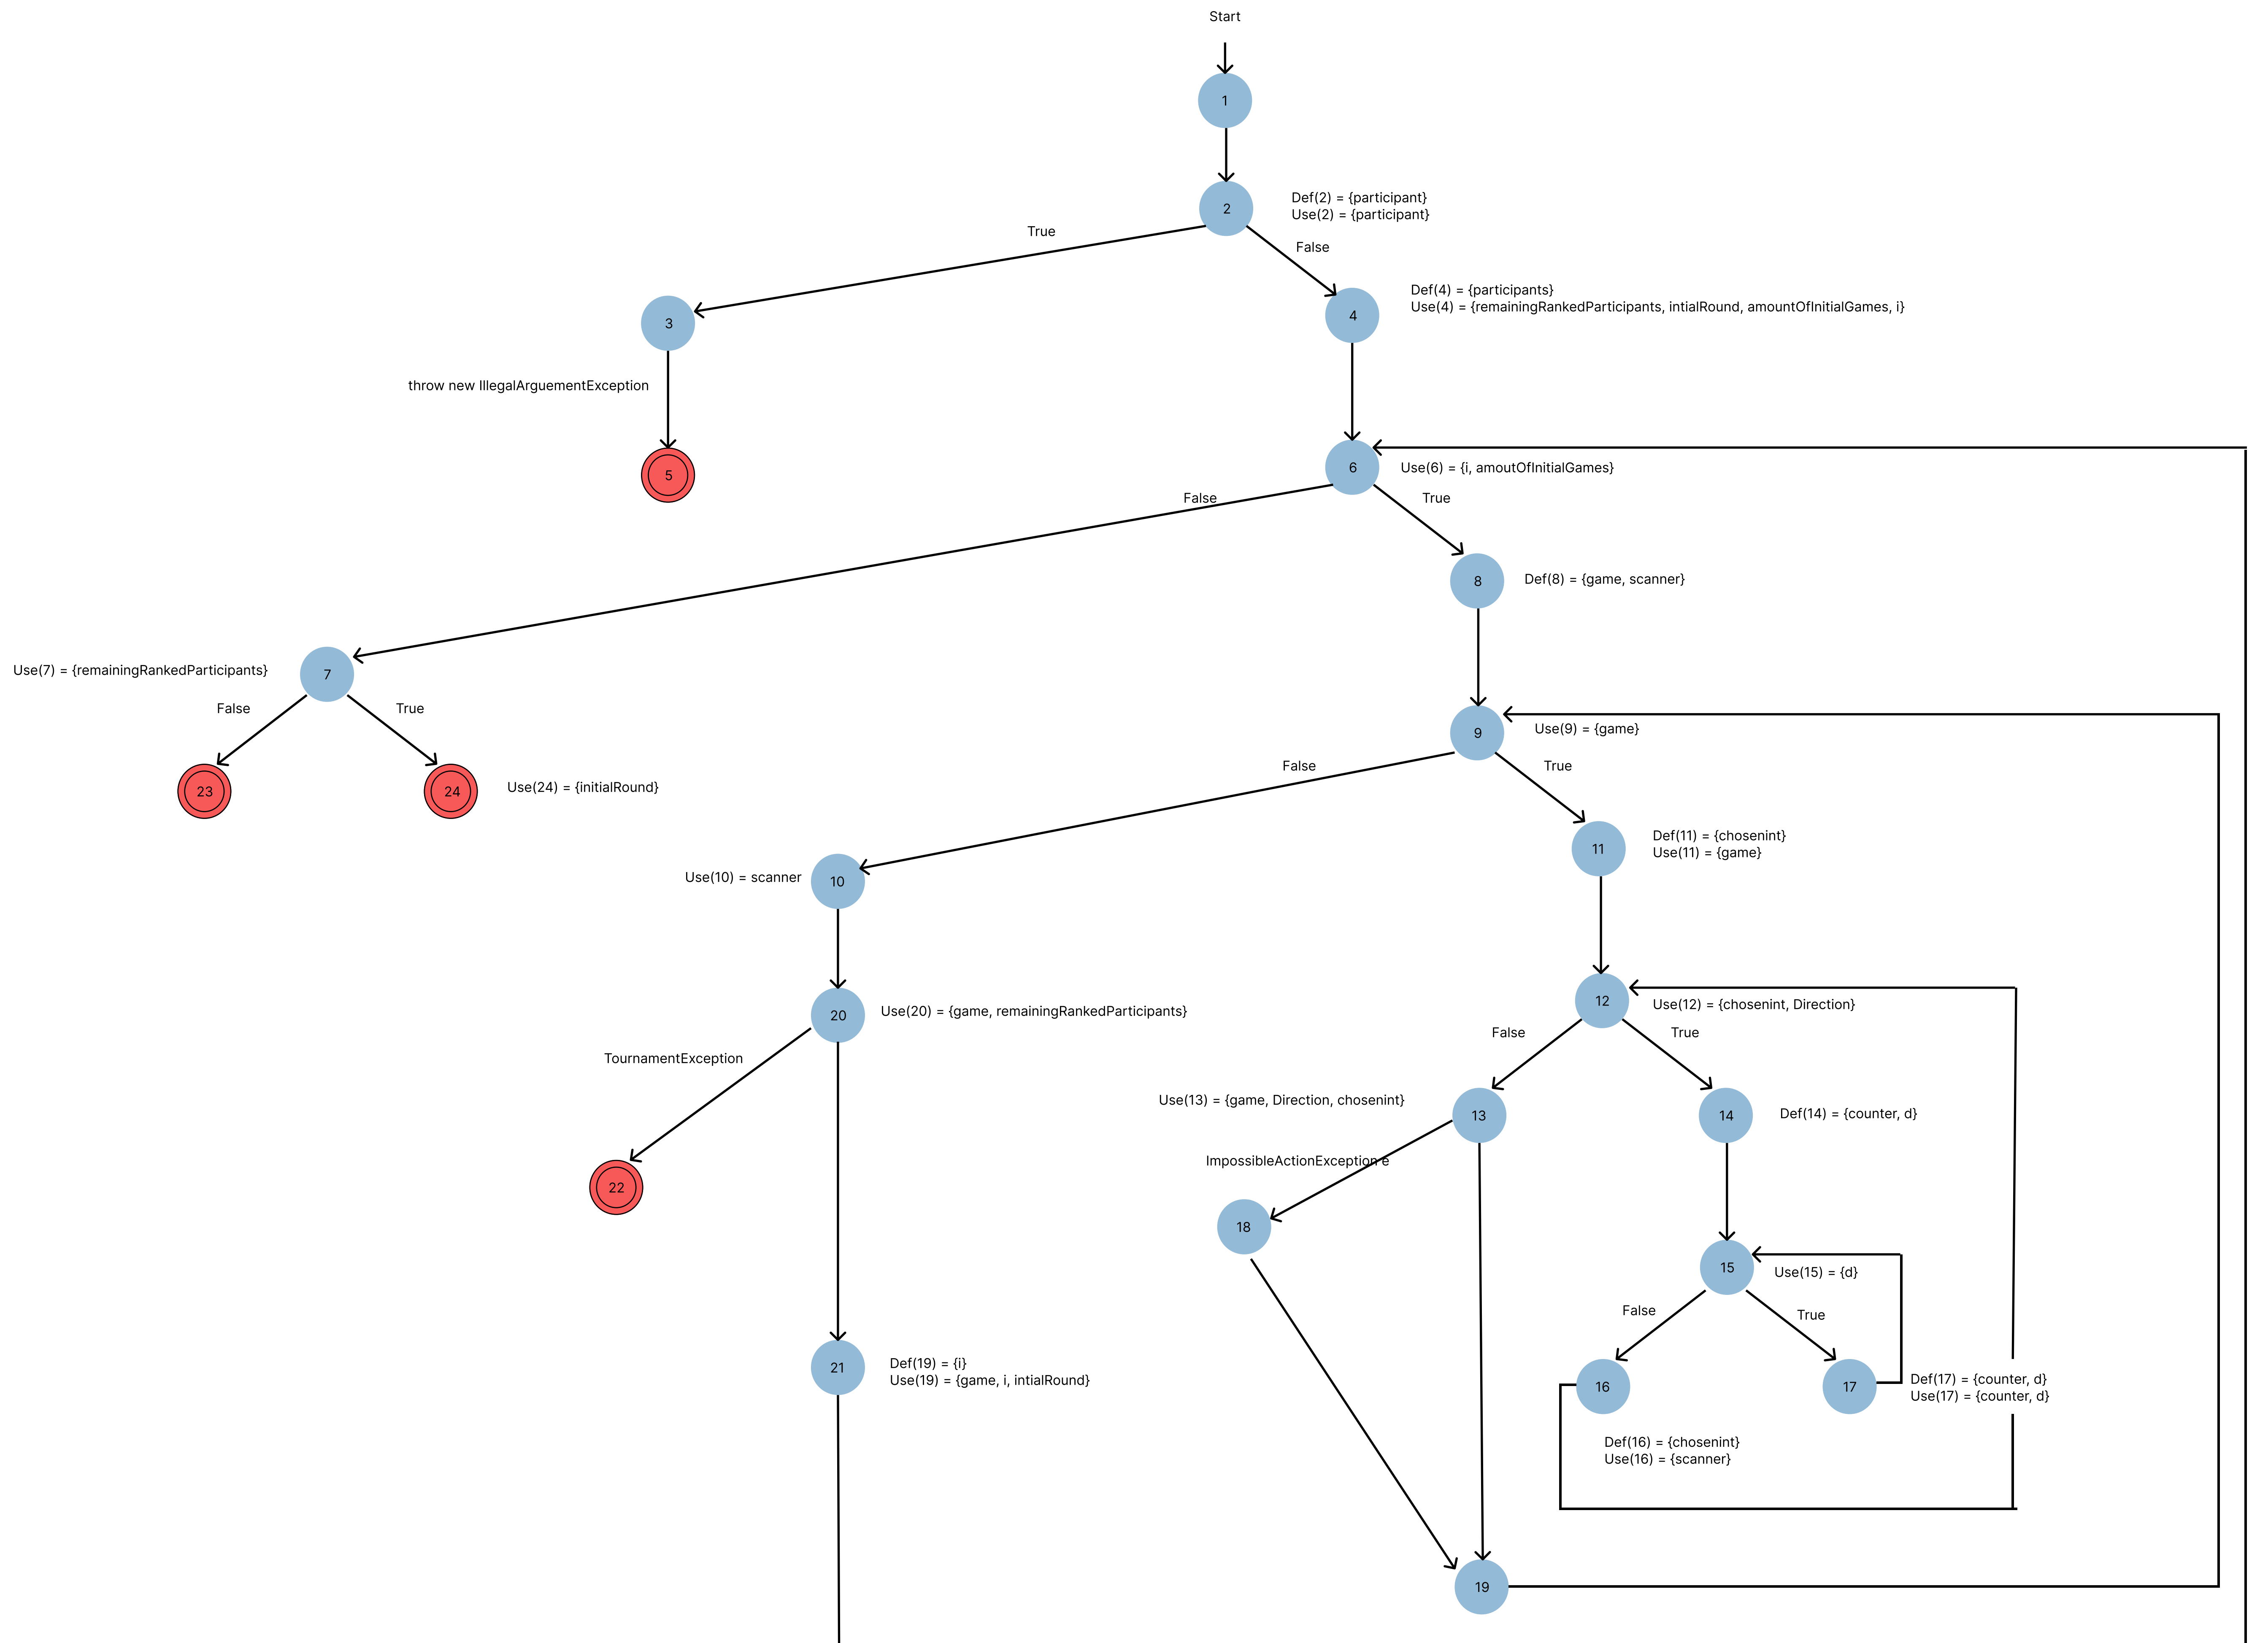 Start
1
2
Def(2) = {participant}
Use(2) = {participant}
True
False
3
4
Def(4) = {participants}
Use(4) = {remainingRankedParticipants, intialRound, amountOfInitialGames, i}
throw new IllegalArguementException
5
6
Use(6) = {i, amoutOfInitialGames}
False
True
8
Def(8) = {game, scanner}
Use(7) = {remainingRankedParticipants}
7
False
True
23
24
Use(24) = {initialRound}
9
Use(9) = {game}
False
True
11
Def(11) = {chosenint}
Use(11) = {game}
Use(10) = scanner
10
12
Use(12) = {chosenint, Direction}
20
Use(20) = {game, remainingRankedParticipants}
False
True
TournamentException
Use(13) = {game, Direction, chosenint}
13
14
Def(14) = {counter, d}
ImpossibleActionException e
22
18
15
Use(15) = {d}
False
True
21
Def(19) = {i}
Use(19) = {game, i, intialRound}
16
17
Def(17) = {counter, d}
Use(17) = {counter, d}
Def(16) = {chosenint}
Use(16) = {scanner}
19